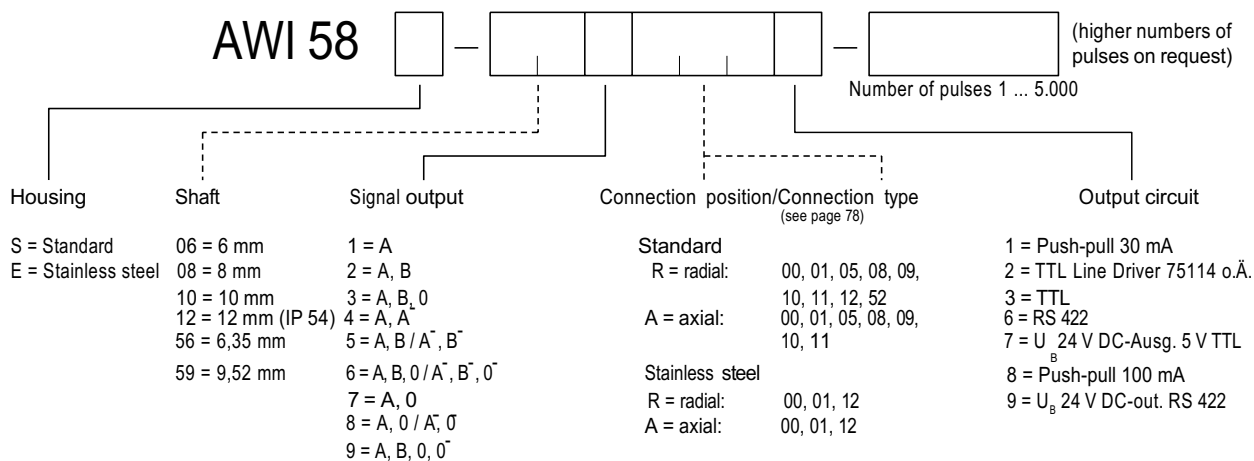 AWI 58 — — (higher numbers of
pulses on request)
Number of pulses 1 ... 5.000
Housing
S = Standard
E = Stainless steel
Shaft
06 = 6 mm
08 = 8 mm
10 = 10 mm
12 = 12 mm (IP 54)
56 = 6,35 mm
59 = 9,52 mm
Signal output
1 = A
2 = A, B
3 = A, B, 0
4 = A, A̅
5 = A, B / A̅, B̅
6 = A, B, 0 / A̅, B̅, 0̅
7 = A, 0
8 = A, 0 / A̅, 0̅
9 = A, B, 0, 0̅
Connection position/Connection type
(see page 78)
Standard
R = radial: 00, 01, 05, 08, 09,
10, 11, 12, 52
A = axial: 00, 01, 05, 08, 09,
10, 11
Stainless steel
R = radial: 00, 01, 12
A = axial: 00, 01, 12
Output circuit
1 = Push-pull 30 mA
2 = TTL Line Driver 75114 o.Ä.
3 = TTL
6 = RS 422
7 = U_B 24 V DC-Ausg. 5 V TTL
8 = Push-pull 100 mA
9 = U_B 24 V DC-out. RS 422